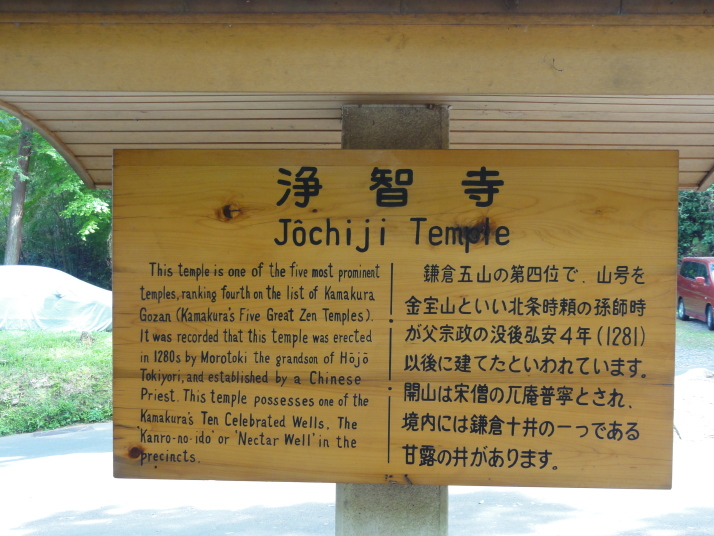 浄智寺
Jôchiji Temple
This temple is one of the five most prominent
temples, ranking fourth on the list of Kamakura
Gozan (Kamakura's Five Great Zen Temples).
It was recorded that this temple was erected
in 1280s by Morotoki the grandson of Hōjō
Tokiyori, and established by a Chinese
Priest. This temple possesses one of the
Kamakura's Ten Celebrated Wells. The
'Kanro-no-ido' or 'Nectar Well' in the
precincts.
鎌倉五山の第四位で、山号を
金宝山といい北条時頼の孫師時
が父宗政の没後弘安4年(1281)
以後に建てたといわれています。
開山は宋僧の兀庵普寧とされ、
境内には鎌倉十井の一つである
甘露の井があります。